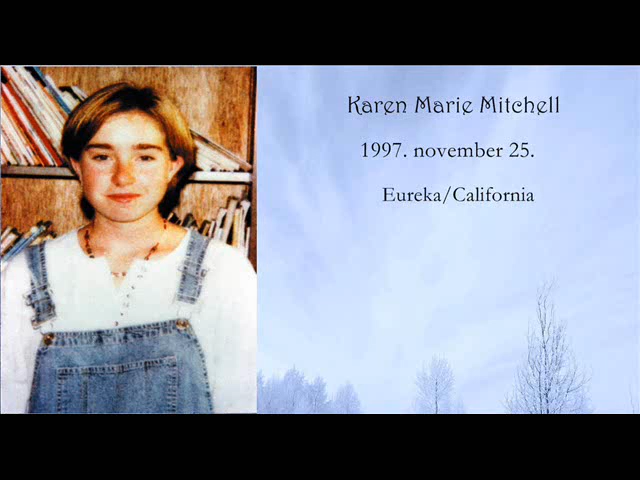 Karen Marie Mitchell
1997. november 25.
Eureka/California